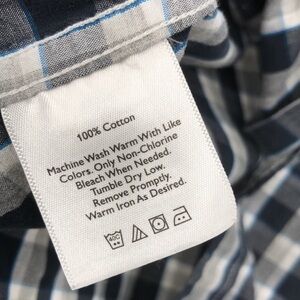 100% Cotton
Machine Wash Warm With Like
Colors. Only Non-Chlorine
Bleach When Needed.
Tumble Dry Low.
Remove Promptly.
Warm Iron As Desired.
40C